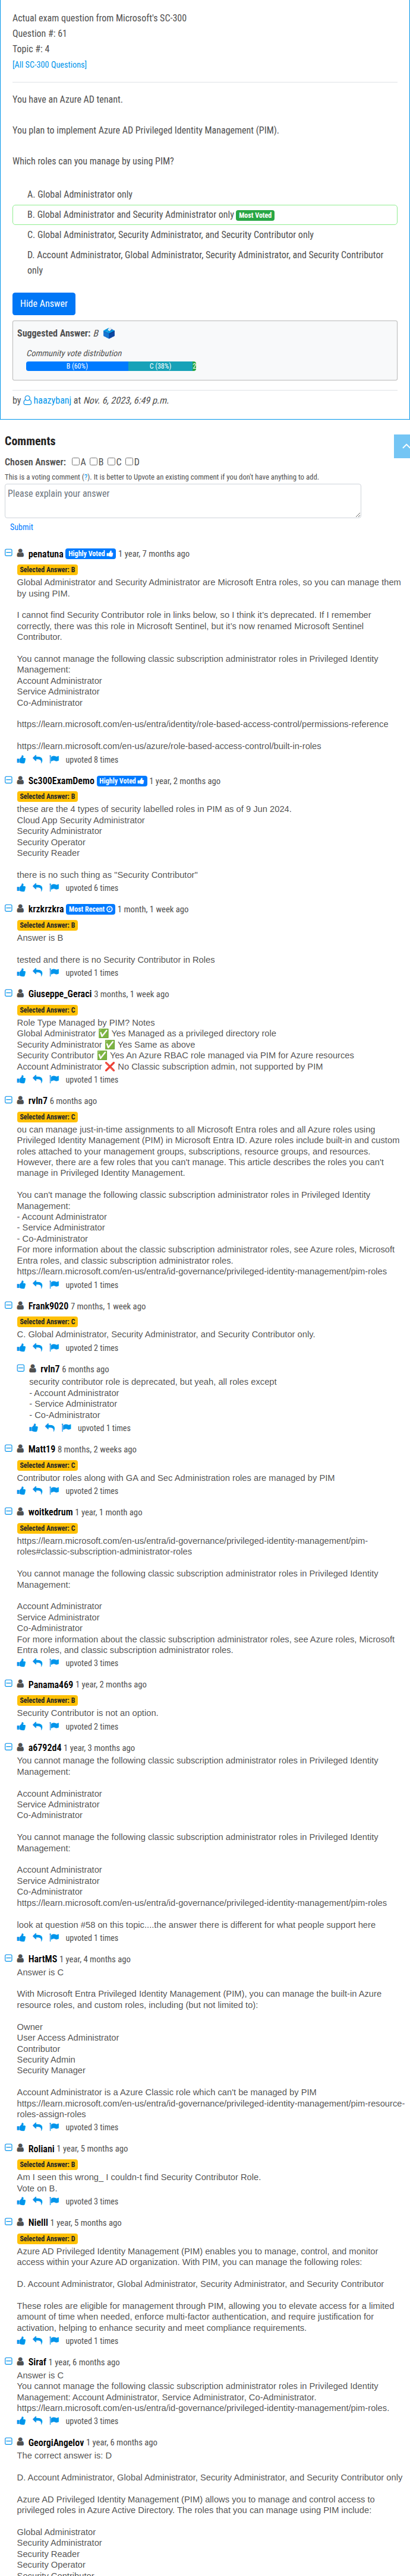 Actual exam question from Microsoft's SC-300
Question #: 61
Topic #: 4
[All SC-300 Questions]
You have an Azure AD tenant.
You plan to implement Azure AD Privileged Identity Management (PIM).
Which roles can you manage by using PIM?
A. Global Administrator only
B. Global Administrator and Security Administrator only Most Voted
C. Global Administrator, Security Administrator, and Security Contributor only
D. Account Administrator, Global Administrator, Security Administrator, and Security Contributor
only
Hide Answer
Suggested Answer: B
Community vote distribution
B (60%) C (38%) 2
by haazybanj at Nov. 6, 2023, 6:49 p.m.
Comments
Chosen Answer: A B C D
This is a voting comment (?). It is better to Upvote an existing comment if you don't have anything to add.
Please explain your answer
Submit
penatuna Highly Voted 1 year, 7 months ago
Selected Answer: B
Global Administrator and Security Administrator are Microsoft Entra roles, so you can manage them
by using PIM.
I cannot find Security Contributor role in links below, so I think it's deprecated. If I remember
correctly, there was this role in Microsoft Sentinel, but it's now renamed Microsoft Sentinel
Contributor.
You cannot manage the following classic subscription administrator roles in Privileged Identity
Management:
Account Administrator
Service Administrator
Co-Administrator
https://learn.microsoft.com/en-us/entra/identity/role-based-access-control/permissions-reference
https://learn.microsoft.com/en-us/azure/role-based-access-control/built-in-roles
upvoted 8 times
Sc300ExamDemo Highly Voted 1 year, 2 months ago
Selected Answer: B
these are the 4 types of security labelled roles in PIM as of 9 Jun 2024.
Cloud App Security Administrator
Security Administrator
Security Operator
Security Reader
there is no such thing as "Security Contributor"
upvoted 6 times
krzkrzkra Most Recent 1 month, 1 week ago
Selected Answer: B
Answer is B
tested and there is no Security Contributor in Roles
upvoted 1 times
Giuseppe_Geraci 3 months, 1 week ago
Selected Answer: C
Role Type Managed by PIM? Notes
Global Administrator ✅ Yes Managed as a privileged directory role
Security Administrator ✅ Yes Same as above
Security Contributor ✅ Yes An Azure RBAC role managed via PIM for Azure resources
Account Administrator ❌ No Classic subscription admin, not supported by PIM
upvoted 1 times
rvln7 6 months ago
Selected Answer: C
ou can manage just-in-time assignments to all Microsoft Entra roles and all Azure roles using
Privileged Identity Management (PIM) in Microsoft Entra ID. Azure roles include built-in and custom
roles attached to your management groups, subscriptions, resource groups, and resources.
However, there are a few roles that you can't manage. This article describes the roles you can't
manage in Privileged Identity Management.
You can't manage the following classic subscription administrator roles in Privileged Identity
Management:
- Account Administrator
- Service Administrator
- Co-Administrator
For more information about the classic subscription administrator roles, see Azure roles, Microsoft
Entra roles, and classic subscription administrator roles.
https://learn.microsoft.com/en-us/entra/id-governance/privileged-identity-management/pim-roles
upvoted 1 times
Frank9020 7 months, 1 week ago
Selected Answer: C
C. Global Administrator, Security Administrator, and Security Contributor only.
upvoted 2 times
rvln7 6 months ago
security contributor role is deprecated, but yeah, all roles except
- Account Administrator
- Service Administrator
- Co-Administrator
upvoted 1 times
Matt19 8 months, 2 weeks ago
Selected Answer: C
Contributor roles along with GA and Sec Administration roles are managed by PIM
upvoted 2 times
woitkedrum 1 year, 1 month ago
Selected Answer: C
https://learn.microsoft.com/en-us/entra/id-governance/privileged-identity-management/pim-
roles#classic-subscription-administrator-roles
You cannot manage the following classic subscription administrator roles in Privileged Identity
Management:
Account Administrator
Service Administrator
Co-Administrator
For more information about the classic subscription administrator roles, see Azure roles, Microsoft
Entra roles, and classic subscription administrator roles.
upvoted 3 times
Panama469 1 year, 2 months ago
Selected Answer: B
Security Contributor is not an option.
upvoted 2 times
a6792d4 1 year, 3 months ago
You cannot manage the following classic subscription administrator roles in Privileged Identity
Management:
Account Administrator
Service Administrator
Co-Administrator
You cannot manage the following classic subscription administrator roles in Privileged Identity
Management:
Account Administrator
Service Administrator
Co-Administrator
https://learn.microsoft.com/en-us/entra/id-governance/privileged-identity-management/pim-roles
look at question #58 on this topic....the answer there is different for what people support here
upvoted 1 times
HartMS 1 year, 4 months ago
Answer is C
With Microsoft Entra Privileged Identity Management (PIM), you can manage the built-in Azure
resource roles, and custom roles, including (but not limited to):
Owner
User Access Administrator
Contributor
Security Admin
Security Manager
Account Administrator is a Azure Classic role which can't be managed by PIM
https://learn.microsoft.com/en-us/entra/id-governance/privileged-identity-management/pim-resource-
roles-assign-roles
upvoted 3 times
Roliani 1 year, 5 months ago
Selected Answer: B
Am I seen this wrong_ I couldn-t find Security Contributor Role.
Vote on B.
upvoted 3 times
Nielll 1 year, 5 months ago
Selected Answer: D
Azure AD Privileged Identity Management (PIM) enables you to manage, control, and monitor
access within your Azure AD organization. With PIM, you can manage the following roles:
D. Account Administrator, Global Administrator, Security Administrator, and Security Contributor
These roles are eligible for management through PIM, allowing you to elevate access for a limited
amount of time when needed, enforce multi-factor authentication, and require justification for
activation, helping to enhance security and meet compliance requirements.
upvoted 1 times
Siraf 1 year, 6 months ago
Answer is C
You cannot manage the following classic subscription administrator roles in Privileged Identity
Management: Account Administrator, Service Administrator, Co-Administrator.
https://learn.microsoft.com/en-us/entra/id-governance/privileged-identity-management/pim-roles.
upvoted 3 times
GeorgiAngelov 1 year, 6 months ago
The correct answer is: D
D. Account Administrator, Global Administrator, Security Administrator, and Security Contributor only
Azure AD Privileged Identity Management (PIM) allows you to manage and control access to
privileged roles in Azure Active Directory. The roles that you can manage using PIM include:
Global Administrator
Security Administrator
Security Reader
Security Operator
Security Contributor